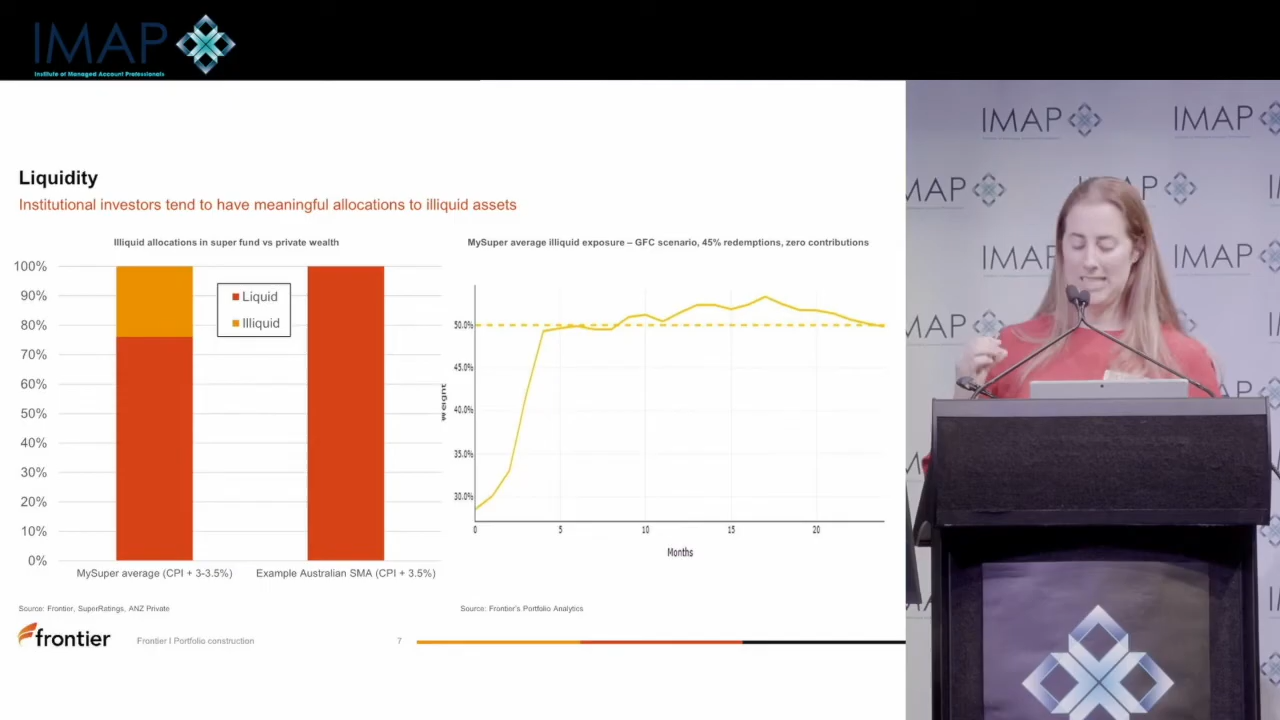 IMAP
Institute of Managed Account Professionals
Liquidity
Institutional investors tend to have meaningful allocations to illiquid assets
Illiquid allocations in super fund vs private wealth
100%
90%
80%
70%
60%
50%
40%
30%
20%
10%
0%
Liquid
Illiquid
MySuper average (CPI + 3-3.5%)
Example Australian SMA (CPI + 3.5%)
Source: Frontier, SuperRatings, ANZ Private
MySuper average illiquid exposure – GFC scenario, 45% redemptions, zero contributions
Weight
50.0%
45.0%
40.0%
35.0%
30.0%
0
5
10
15
20
Months
Source: Frontier's Portfolio Analytics
frontier
Frontier I Portfolio construction
7
IMAP
IMAP
MAP
IMAP
IMAP
IMAP
MAP